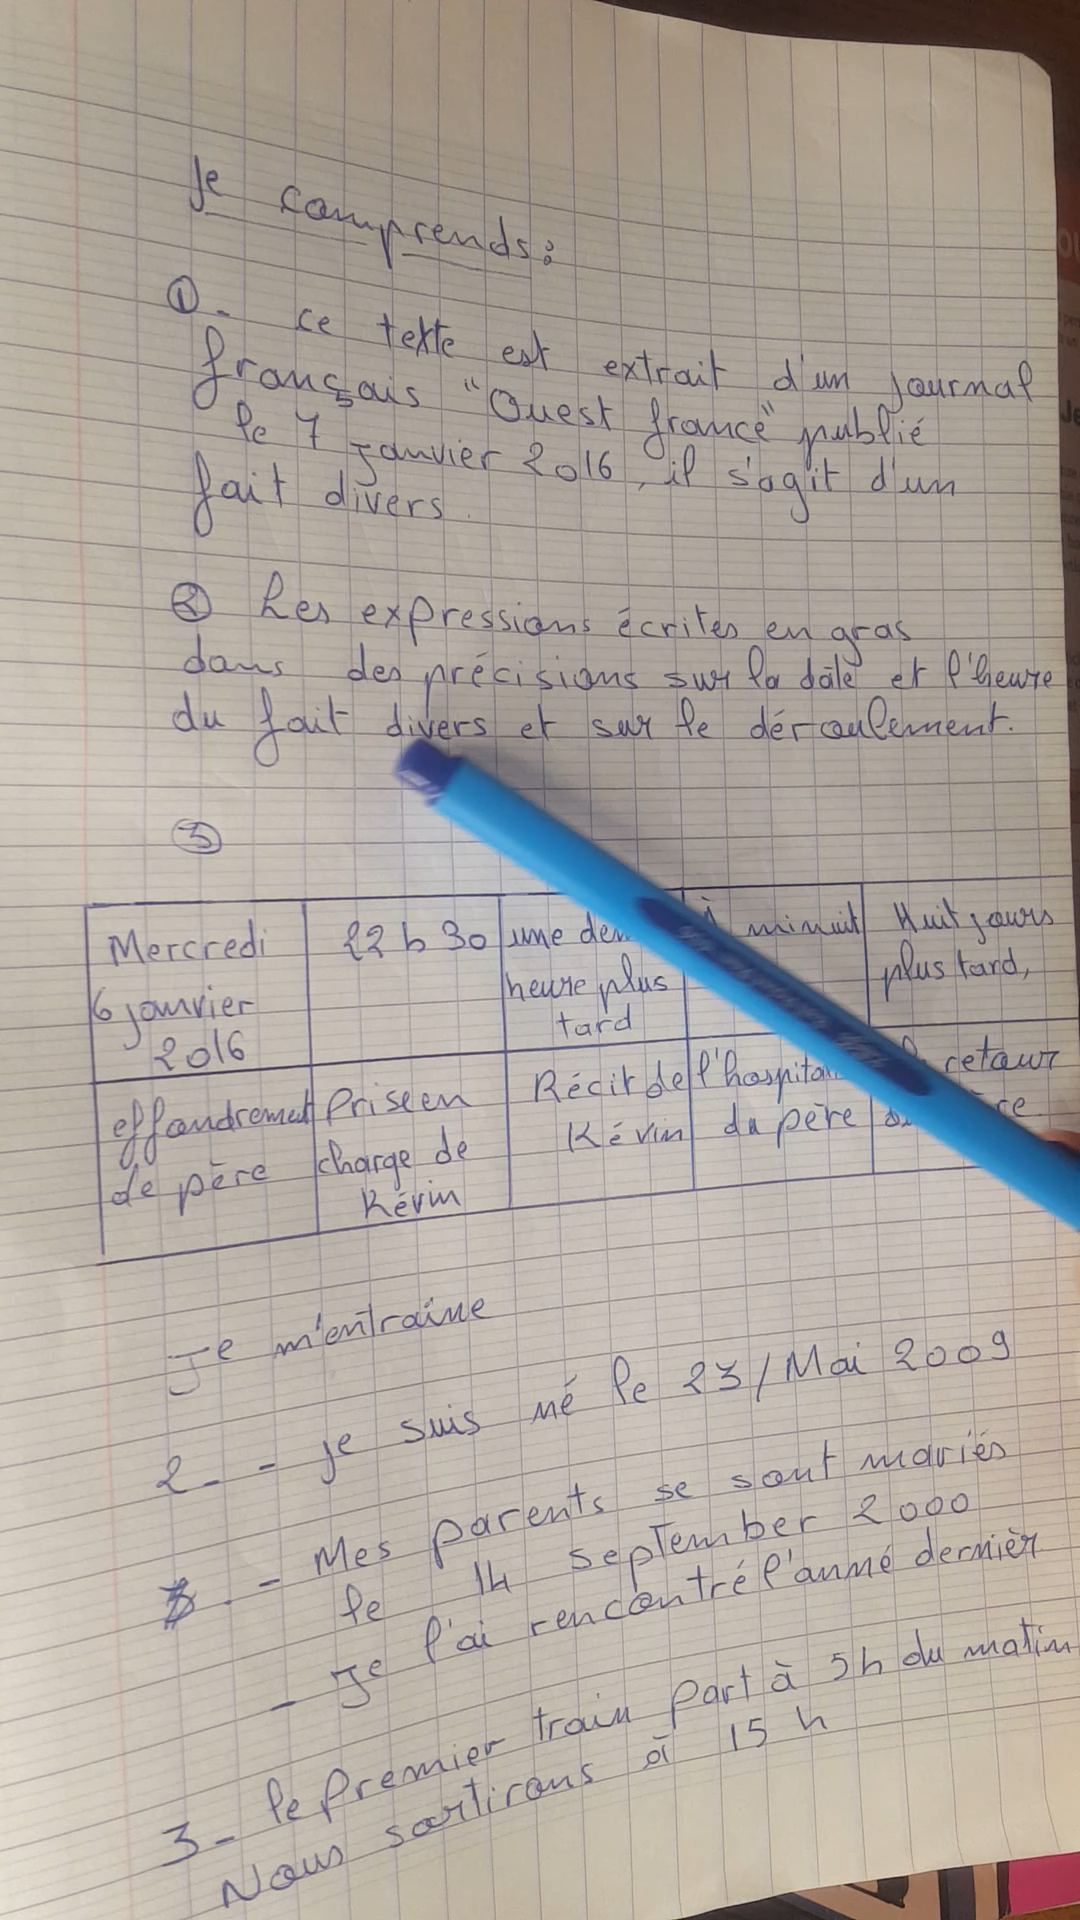 Je comprends:
①- Ce texte est extrait d'un journal
français "Ouest france" publié
le 7 janvier 2016, il s'agit d'un
fait divers.
② Les expressions écrites en gras
dans des précisions sur la date et l'heure
du fait divers et sur le déroulement.
③
Mercredi 6 janvier 2016
22 h 30
une heure plus tard
minuit
Huit jours plus tard,
effondrement de père
Prise en charge de Kévin
Récit de Kévin
du père
retour
Je m'entraine
2- - je suis né le 23/Mai 2009
- Mes parents se sont mariés
le 14 september 2000
- Je l'ai rencontré l'anné dernièr
3- le premier train part à 5h du matin
Nous sortirons à 15 h